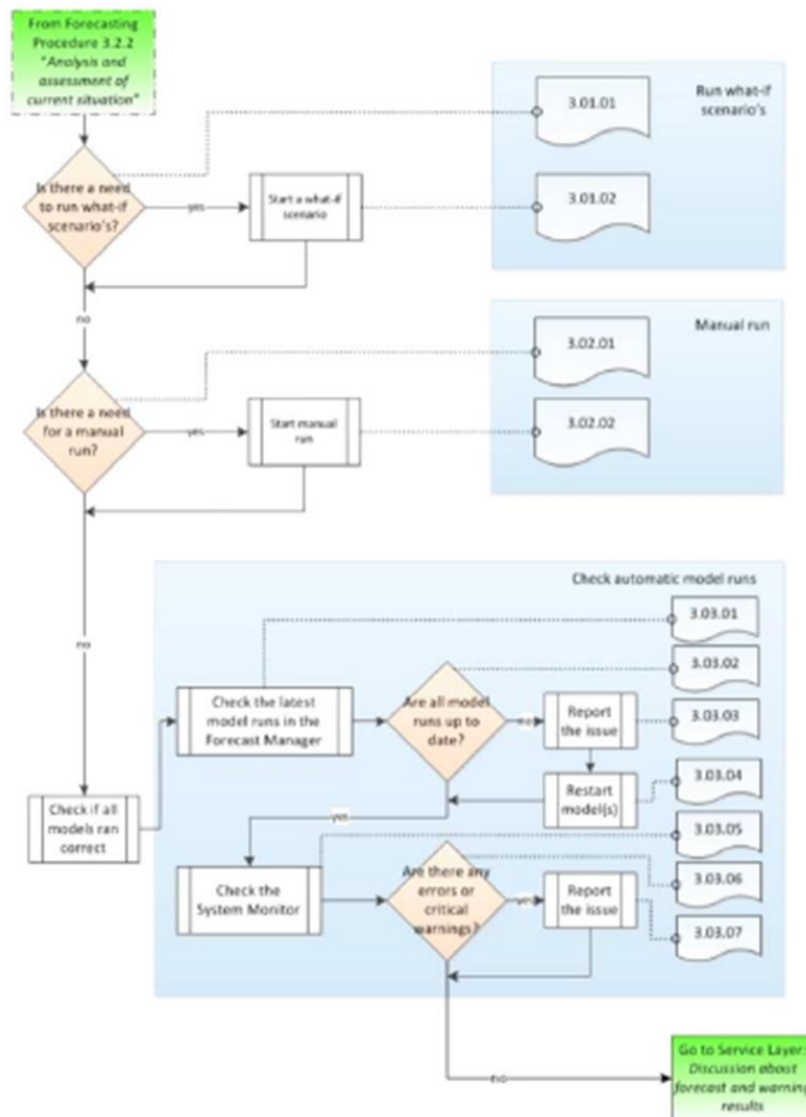 From Forecasting
Procedure 3.2.2
"Analysis and
assessment of
current situation"
Run what-if
scenario's
3.01.01
Is there a need
to run what-if
scenario's?
yes
Start a what-if
scenario
3.01.02
no
Manual run
3.02.01
Is there a need
for a manual
run?
yes
Start manual
run
3.02.02
no
Check automatic model runs
3.03.01
3.03.02
Check the latest
model runs in the
Forecast Manager
Are all model
runs up to
date?
no
Report
the issue
3.03.03
Restart
model(s)
3.03.04
Check if all
models ran
correct
yes
3.03.05
Check the
System Monitor
Are there any
errors or
critical
warnings?
yes
Report
the issue
3.03.06
3.03.07
no
Go to Service Layer:
Discussion about
forecast and warning
results